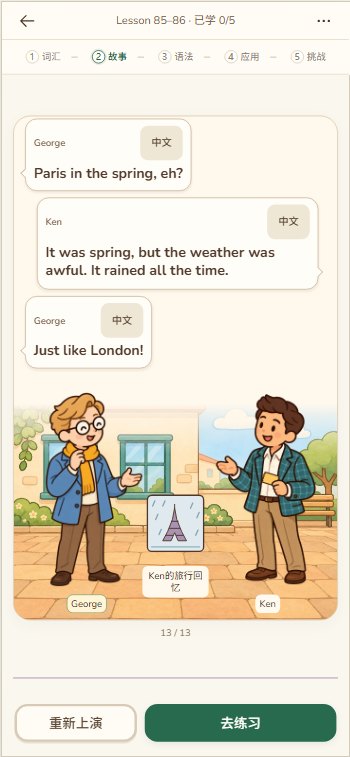 Lesson 85–86 · 已学 0/5
1 词汇 – 2 故事 – 3 语法 – 4 应用 – 5 挑战
George
中文
Paris in the spring, eh?
Ken
中文
It was spring, but the weather was
awful. It rained all the time.
George
中文
Just like London!
Ken的旅行回
忆
George
Ken
13 / 13
重新上演
去练习